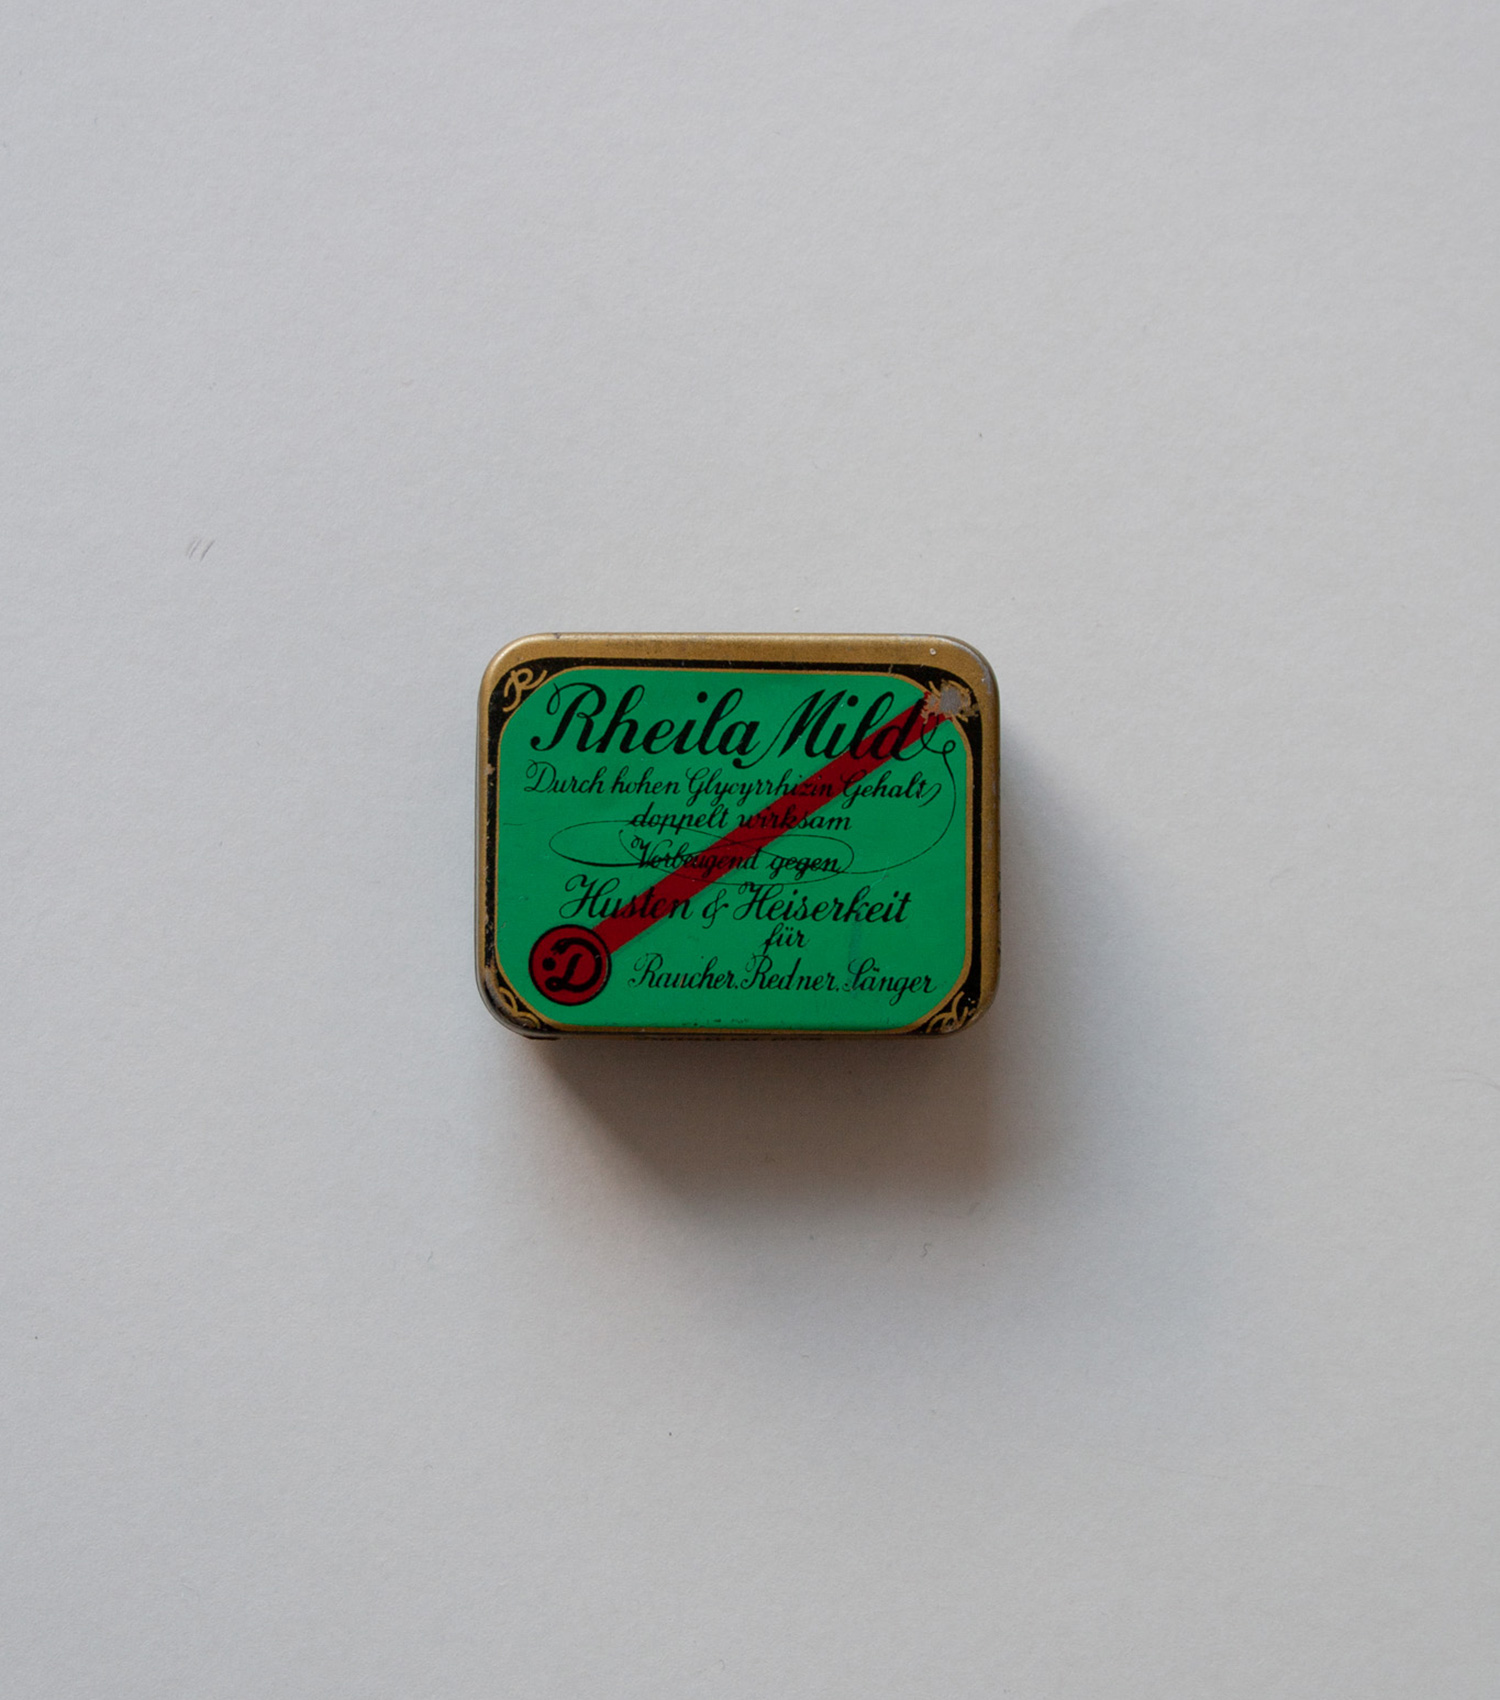 Rheila Mild
Durch hohen Glycyrrhizin Gehalt
doppelt wirksam
Vorbeugend gegen
Husten & Heiserkeit
für
Raucher. Redner. Sänger
D
R